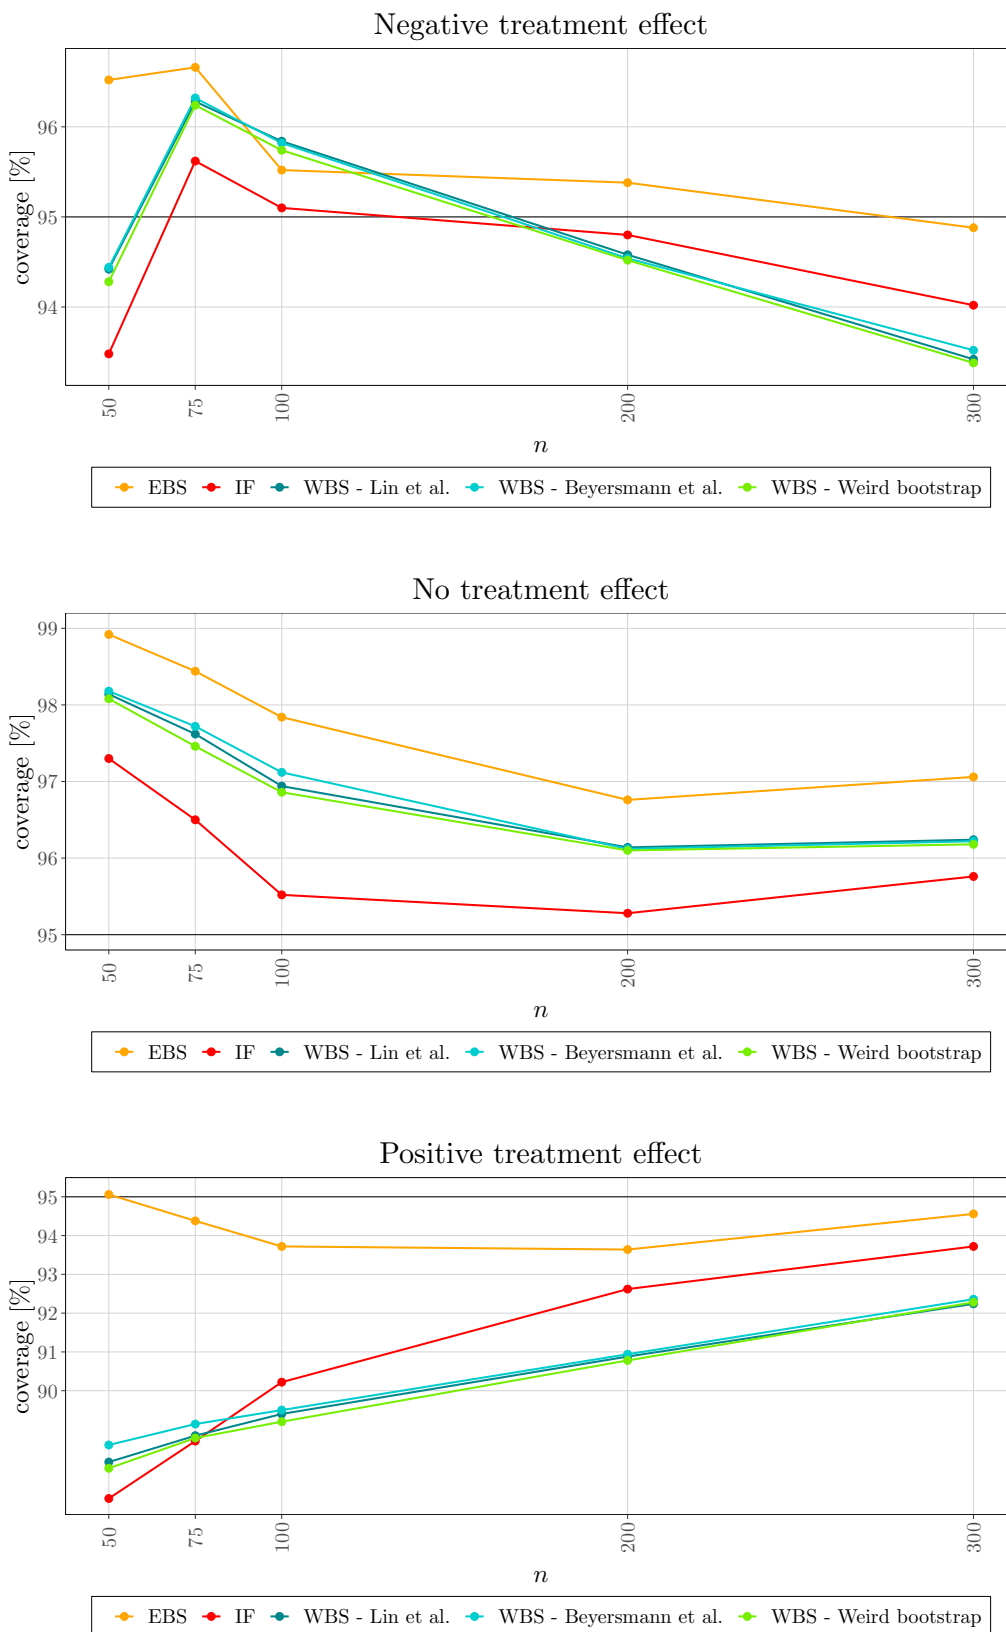 Negative treatment effect
coverage [%]
96
95
94
50 75 100 200 300
n
EBS IF WBS - Lin et al. WBS - Beyersmann et al. WBS - Weird bootstrap
No treatment effect
coverage [%]
99
98
97
96
95
50 75 100 200 300
n
EBS IF WBS - Lin et al. WBS - Beyersmann et al. WBS - Weird bootstrap
Positive treatment effect
coverage [%]
95
94
93
92
91
90
50 75 100 200 300
n
EBS IF WBS - Lin et al. WBS - Beyersmann et al. WBS - Weird bootstrap